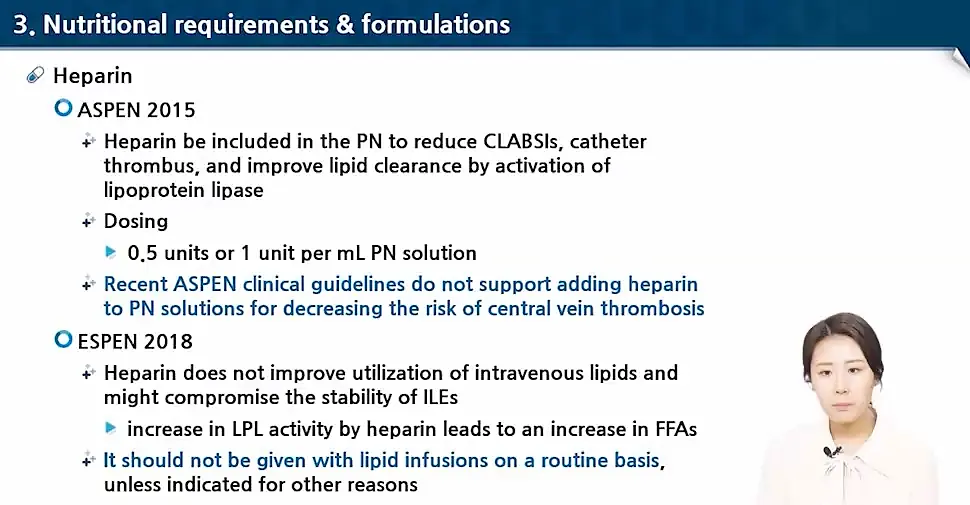 3. Nutritional requirements & formulations
Heparin
ASPEN 2015
Heparin be included in the PN to reduce CLABSIs, catheter
thrombus, and improve lipid clearance by activation of
lipoprotein lipase
Dosing
0.5 units or 1 unit per mL PN solution
Recent ASPEN clinical guidelines do not support adding heparin
to PN solutions for decreasing the risk of central vein thrombosis
ESPEN 2018
Heparin does not improve utilization of intravenous lipids and
might compromise the stability of ILEs
increase in LPL activity by heparin leads to an increase in FFAs
It should not be given with lipid infusions on a routine basis,
unless indicated for other reasons